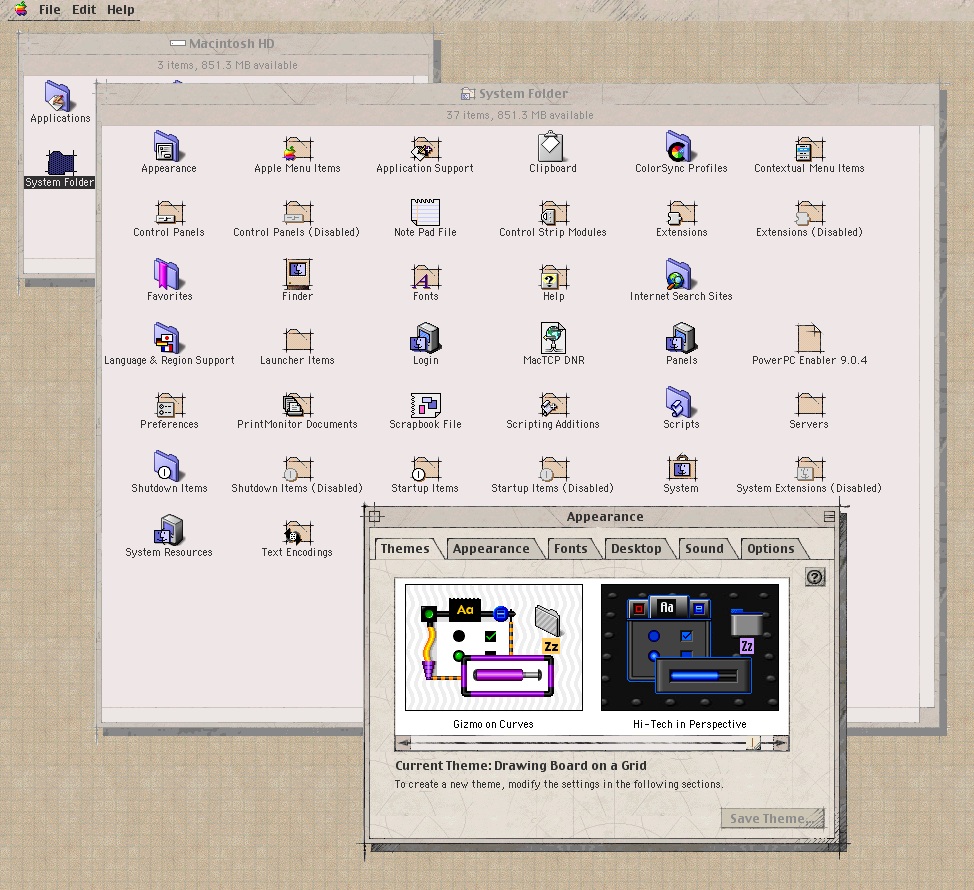 File Edit Help
Macintosh HD
3 items, 851.3 MB available
Applications
System Folder
System Folder
37 items, 851.3 MB available
Appearance Apple Menu Items Application Support Clipboard ColorSync Profiles Contextual Menu Items
Control Panels Control Panels (Disabled) Note Pad File Control Strip Modules Extensions Extensions (Disabled)
Favorites Finder Fonts Help Internet Search Sites
Language & Region Support Launcher Items Login MacTCP DNR Panels PowerPC Enabler 9.0.4
Preferences PrintMonitor Documents Scrapbook File Scripting Additions Scripts Servers
Shutdown Items Shutdown Items (Disabled) Startup Items Startup Items (Disabled) System System Extensions (Disabled)
System Resources Text Encodings
Appearance
Themes Appearance Fonts Desktop Sound Options
?
Aa Aa
Zz Zz
Gizmo on Curves Hi-Tech in Perspective
Current Theme: Drawing Board on a Grid
To create a new theme, modify the settings in the following sections.
Save Theme...